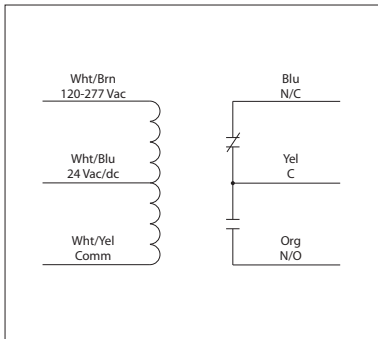 Wht/Brn
120-277 Vac
Wht/Blu
24 Vac/dc
Wht/Yel
Comm
Blu
N/C
Yel
C
Org
N/O